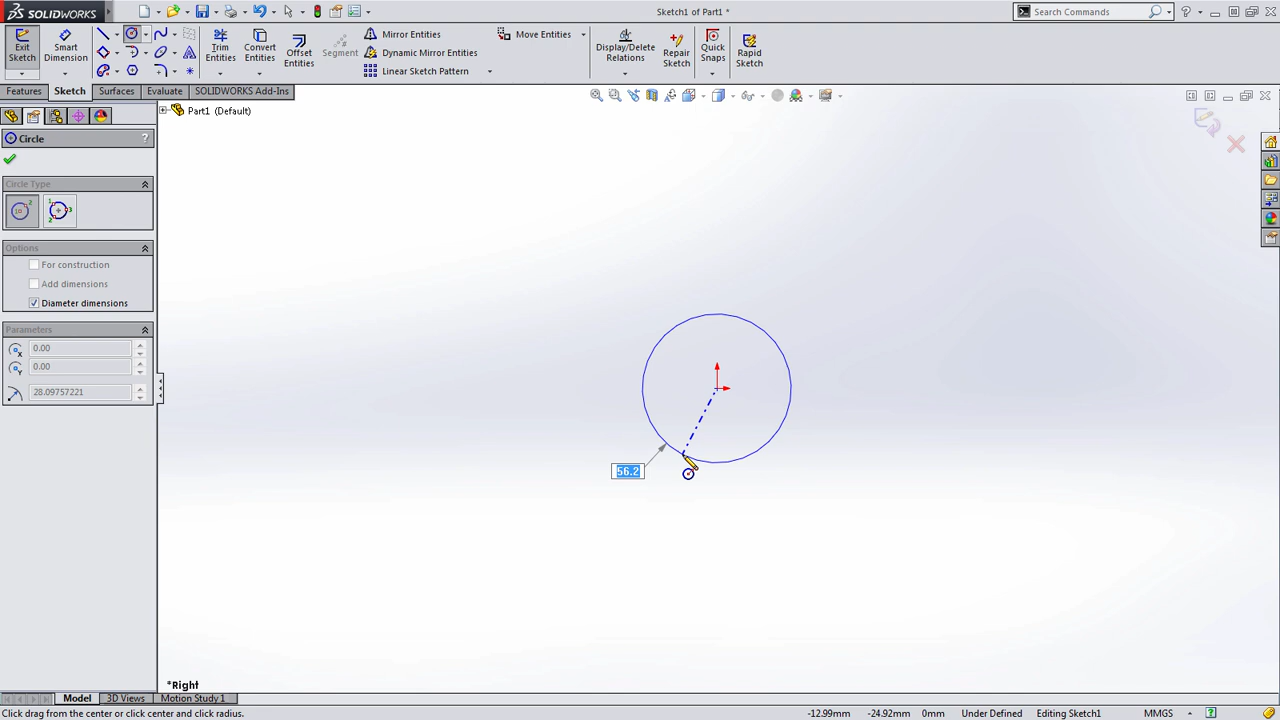 SOLIDWORKS
Sketch1 of Part1 *
Search Commands
Exit Sketch
Smart Dimension
Trim Entities
Convert Entities
Offset Entities
Segment
Mirror Entities
Dynamic Mirror Entities
Linear Sketch Pattern
Move Entities
Display/Delete Relations
Repair Sketch
Quick Snaps
Rapid Sketch
Features
Sketch
Surfaces
Evaluate
SOLIDWORKS Add-Ins
Part1 (Default)
Circle
?
Circle Type
Options
For construction
Add dimensions
Diameter dimensions
Parameters
0.00
0.00
28.09757221
56.2
*Right
Model
3D Views
Motion Study 1
Click drag from the center or click center and click radius.
-12.99mm
-24.92mm
0mm
Under Defined
Editing Sketch1
MMGS